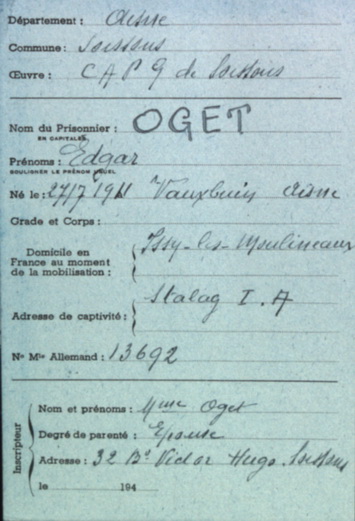 Département : Aisne
Commune : Soissons
Œuvre : C A P G de Soissons
Nom du Prisonnier : OGET
EN CAPITALES
Prénoms : Edgar
SOULIGNER LE PRÉNOM USUEL
Né le : 27/7 1911 Vauxbuin Aisne
Grade et Corps :
Domicile en France au moment de la mobilisation : Issy-les-Moulineaux
Adresse de captivité : Stalag I.A
N° Mle Allemand : 13692
Inscripteur
Nom et prénoms : Mme Oget
Degré de parenté : Epouse
Adresse : 32 Bd Victor Hugo. Soissons
le 194